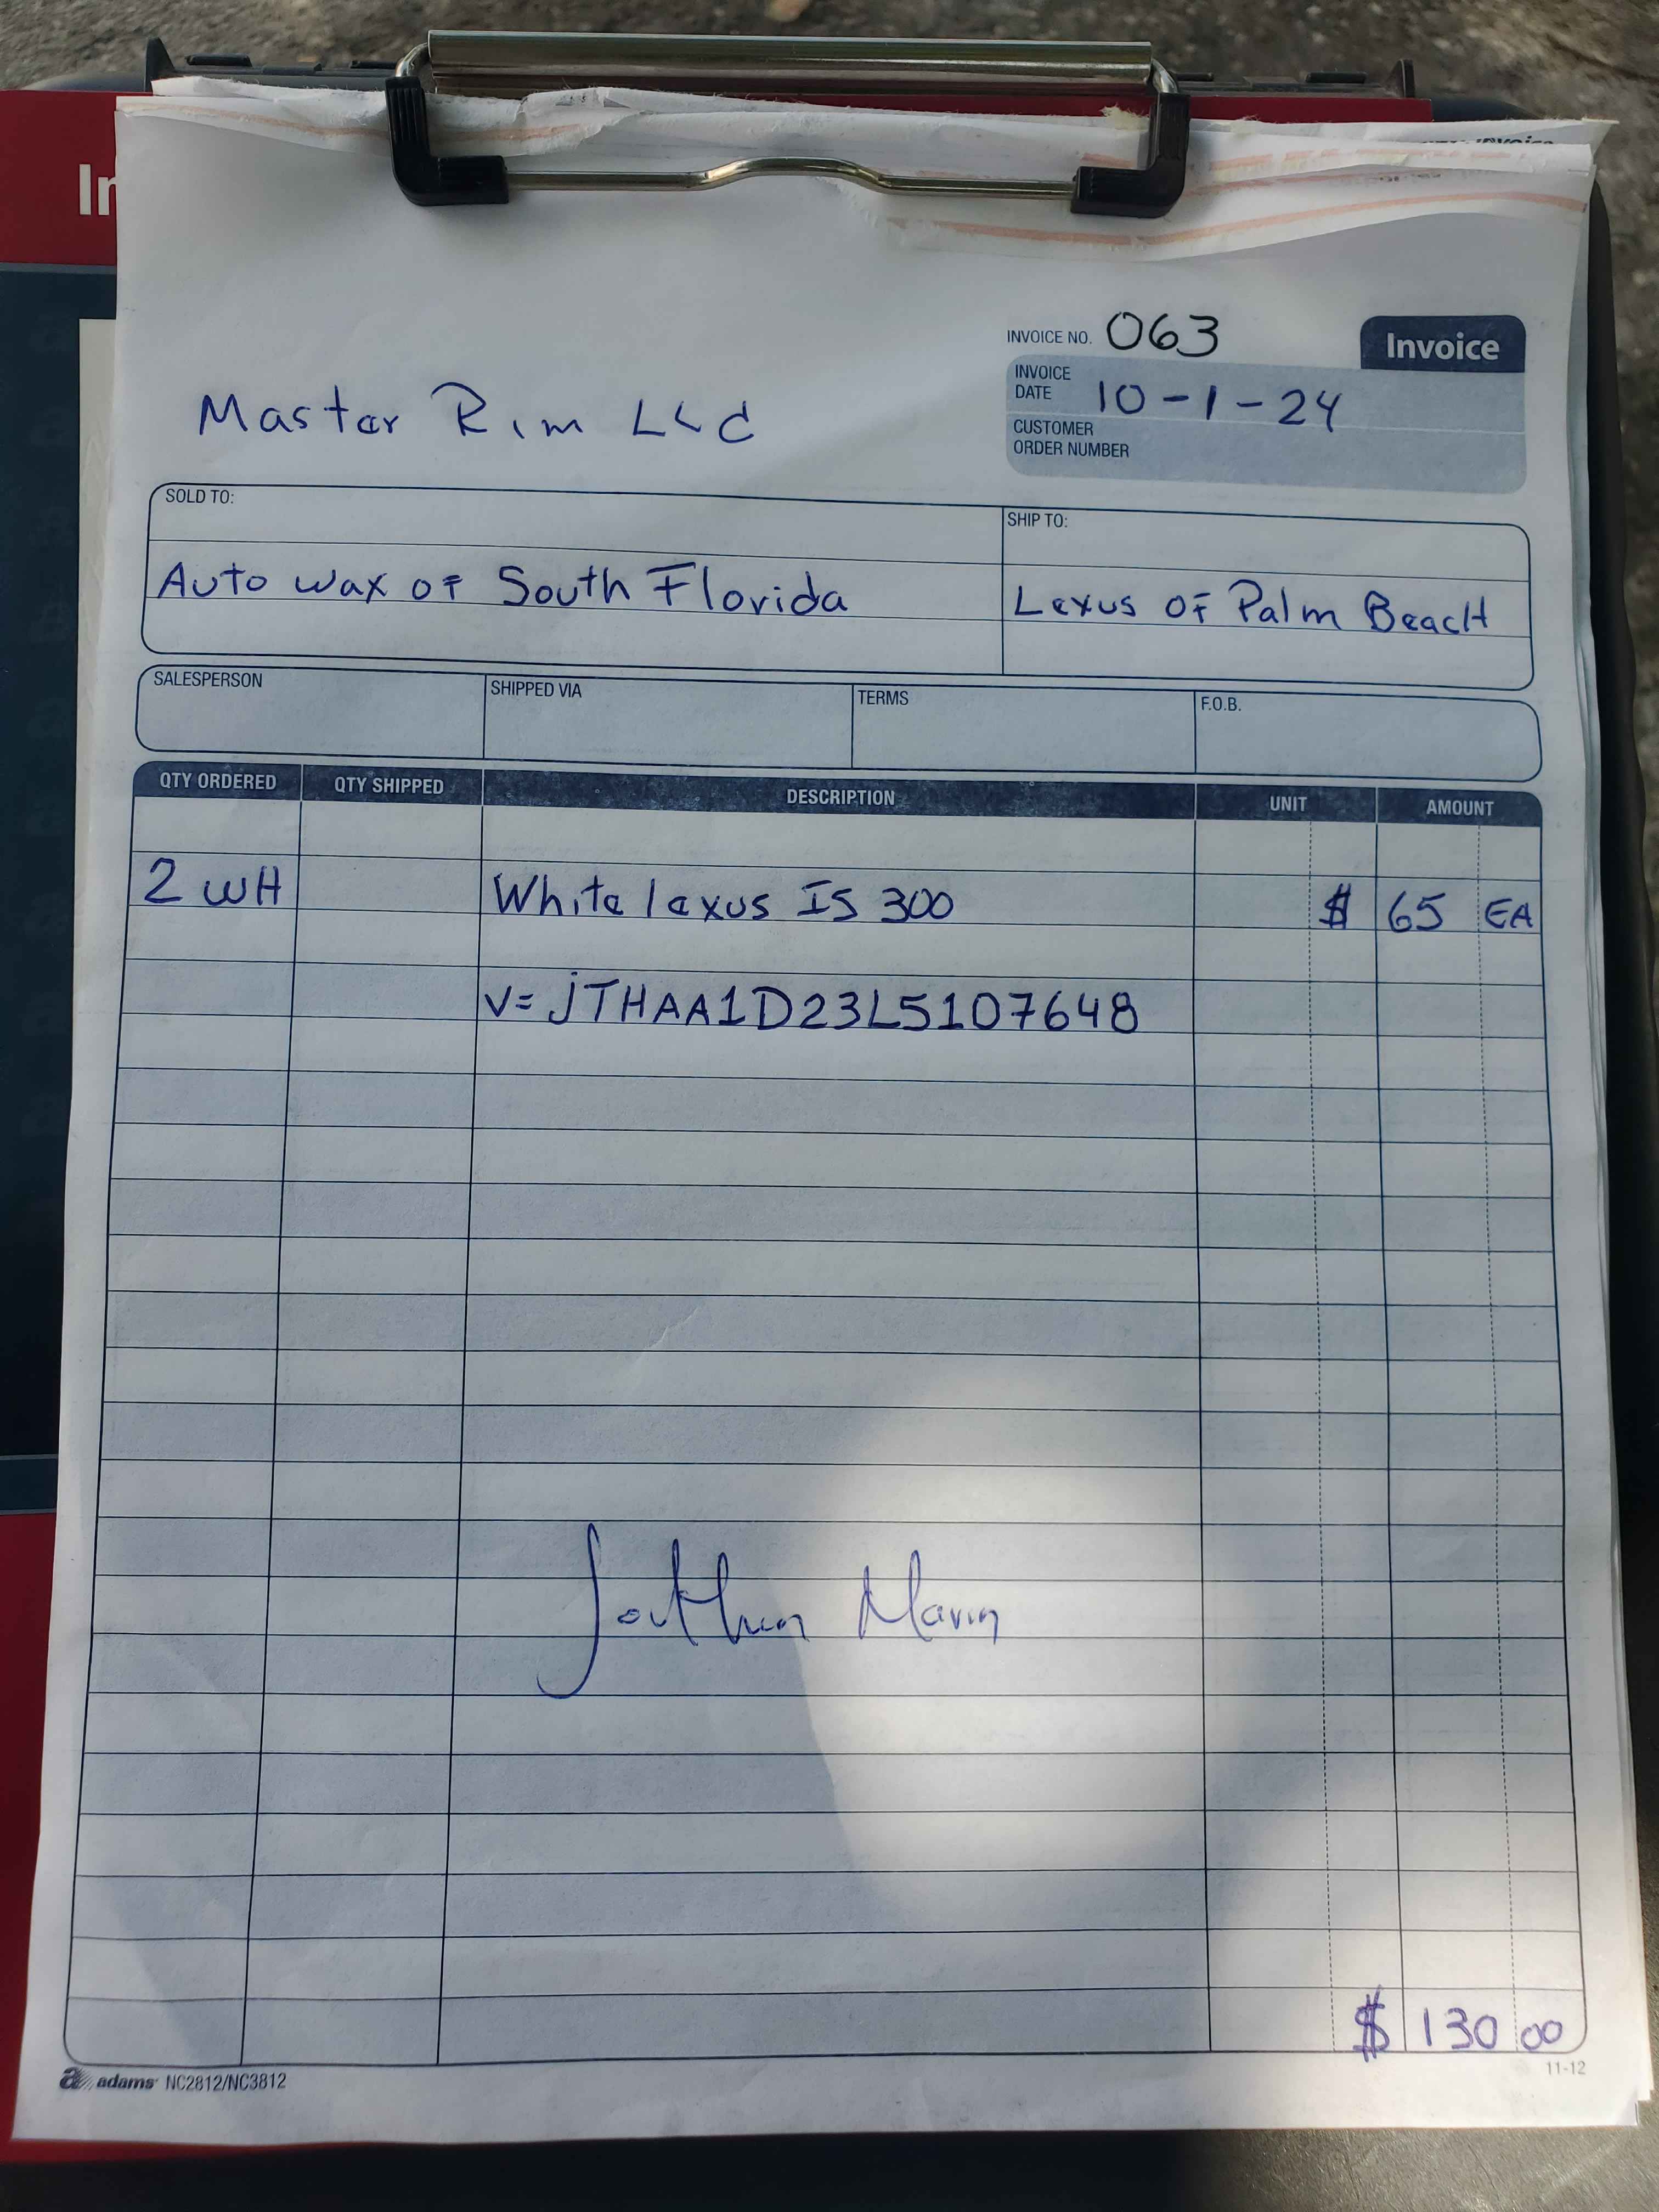 In
INVOICE NO. 063
Invoice
INVOICE DATE 10-1-24
Master Rim LLC
CUSTOMER ORDER NUMBER
SOLD TO:
SHIP TO:
Auto wax of South Florida
Lexus of Palm Beach
SALESPERSON SHIPPED VIA TERMS F.O.B.
QTY ORDERED QTY SHIPPED DESCRIPTION UNIT AMOUNT
2 WH White lexus IS 300 $ 65 EA
V= JTHAA1D23L5107648
$ 130 00
adams NC2812/NC3812
11-12